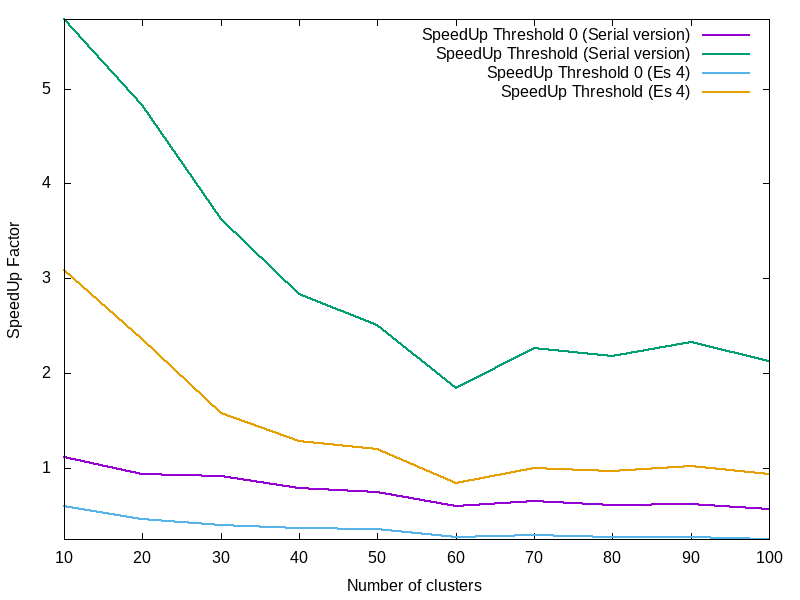 SpeedUp Threshold 0 (Serial version)
SpeedUp Threshold (Serial version)
SpeedUp Threshold 0 (Es 4)
SpeedUp Threshold (Es 4)
5
4
3
2
1
SpeedUp Factor
10 20 30 40 50 60 70 80 90 100
Number of clusters